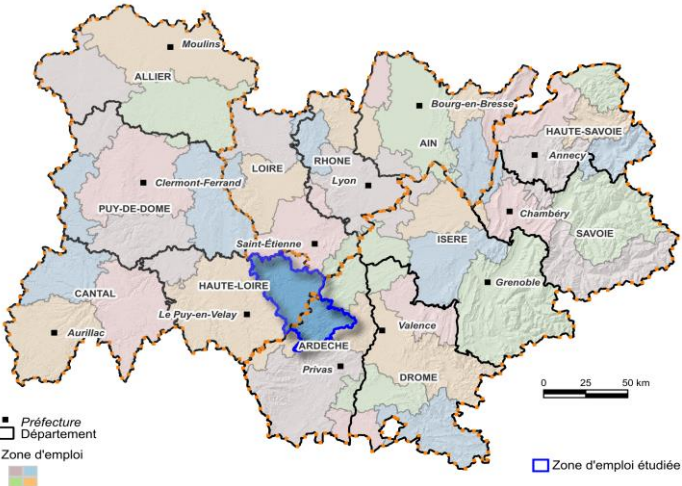 Moulins
ALLIER
Bourg-en-Bresse
HAUTE-SAVOIE
AIN
Annecy
LOIRE
RHONE
Clermont-Ferrand
Lyon
PUY-DE-DOME
Chambéry
ISERE
SAVOIE
Saint-Étienne
Grenoble
HAUTE-LOIRE
CANTAL
Le Puy-en-Velay
Aurillac
Valence
ARDECHE
Privas
DROME
0 25 50 km
Préfecture
Département
Zone d'emploi
Zone d'emploi étudiée